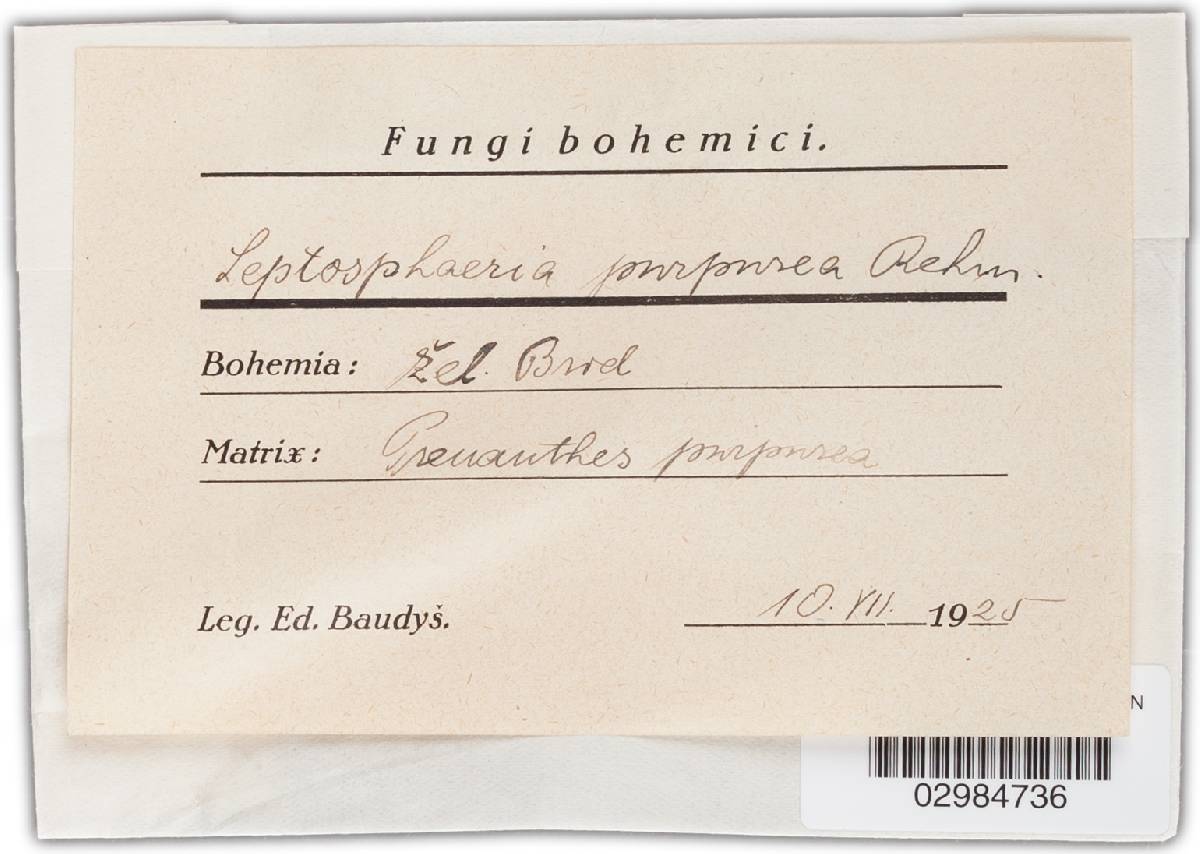 Fungi bohemici.
Leptosphaeria purpurea Rehm.
Bohemia: Žel. Brod
Matrix: Prenanthes purpurea
Leg. Ed. Baudyš. 10. VII. 1925
N
02984736